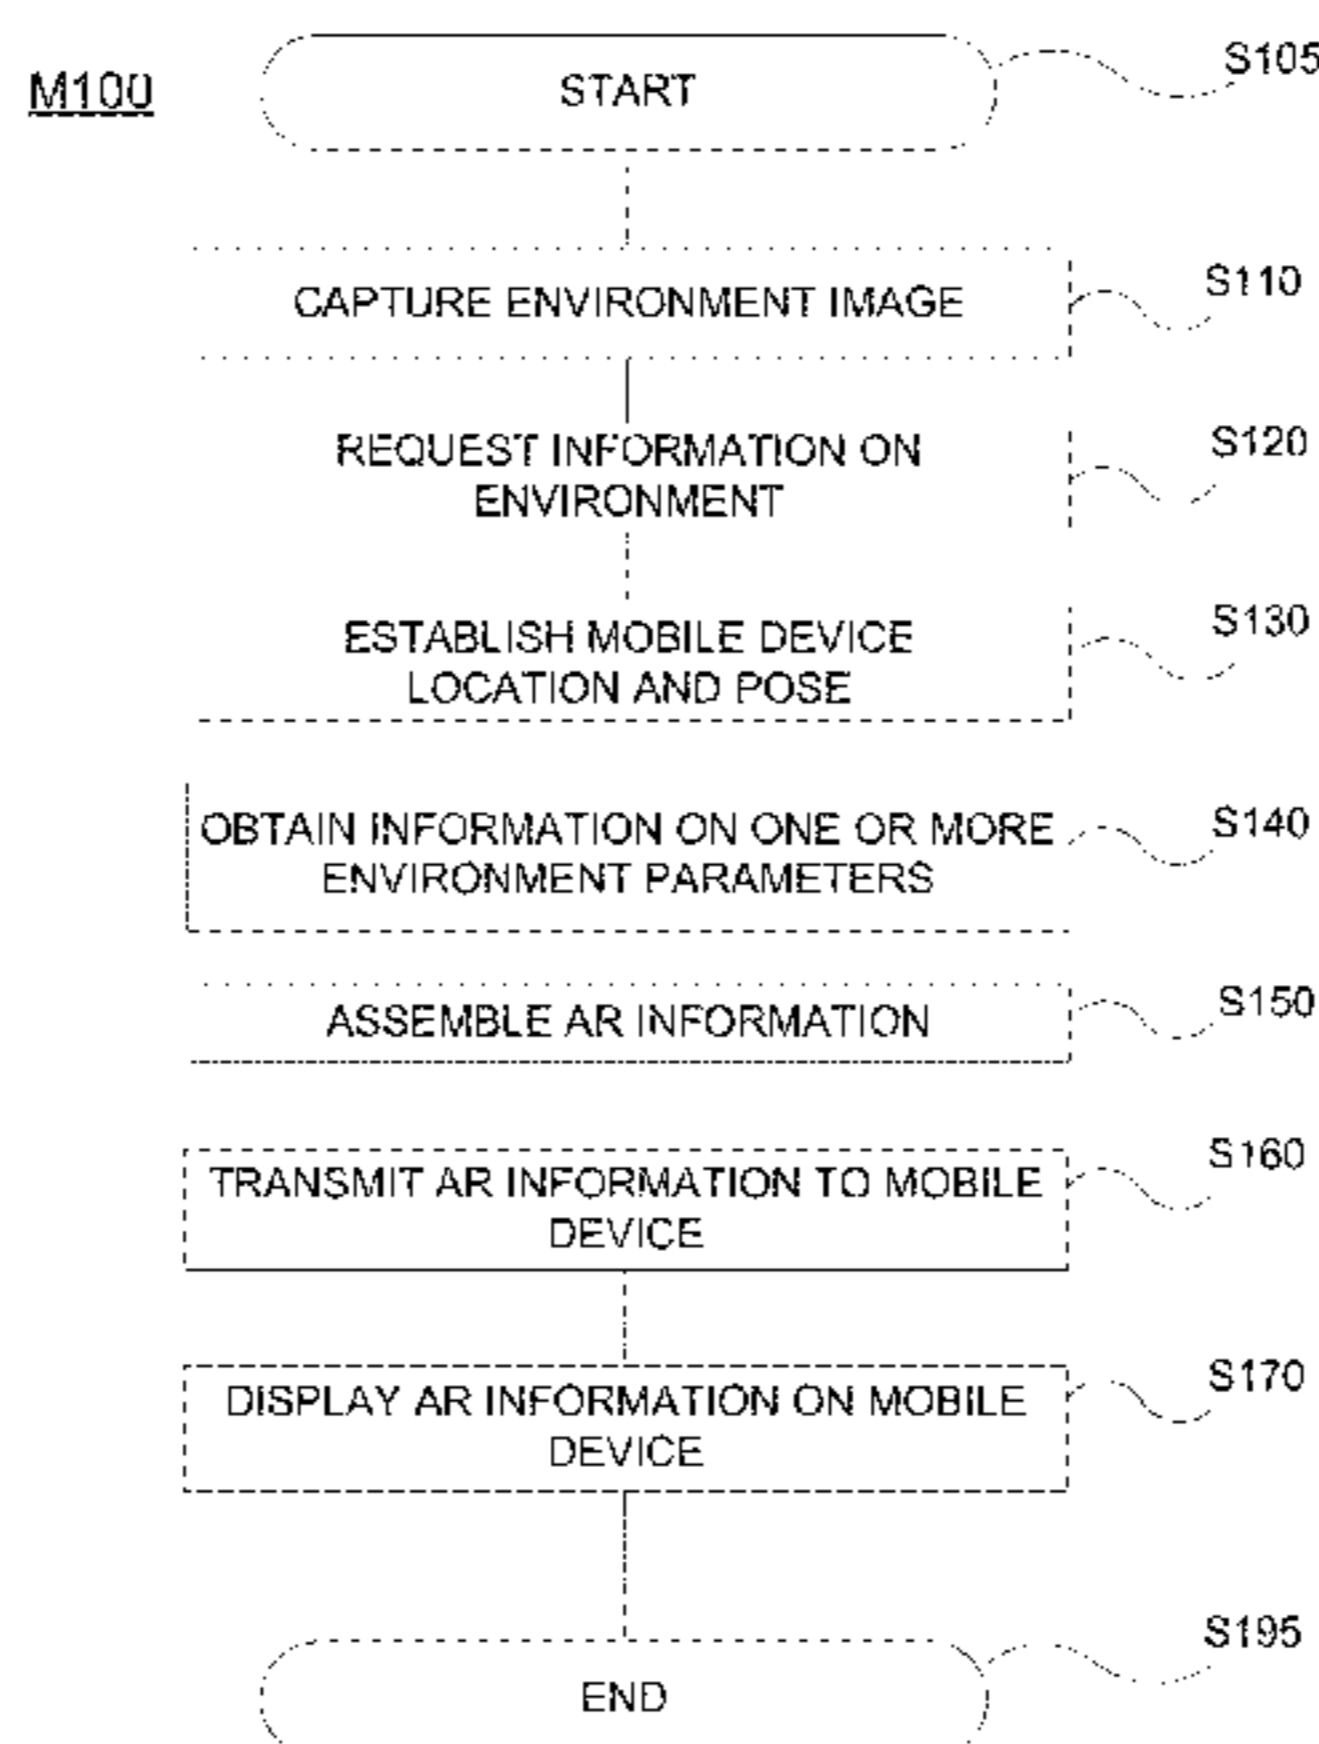 M100
START
S105
CAPTURE ENVIRONMENT IMAGE
S110
REQUEST INFORMATION ON
ENVIRONMENT
S120
ESTABLISH MOBILE DEVICE
LOCATION AND POSE
S130
OBTAIN INFORMATION ON ONE OR MORE
ENVIRONMENT PARAMETERS
S140
ASSEMBLE AR INFORMATION
S150
TRANSMIT AR INFORMATION TO MOBILE
DEVICE
S160
DISPLAY AR INFORMATION ON MOBILE
DEVICE
S170
END
S195